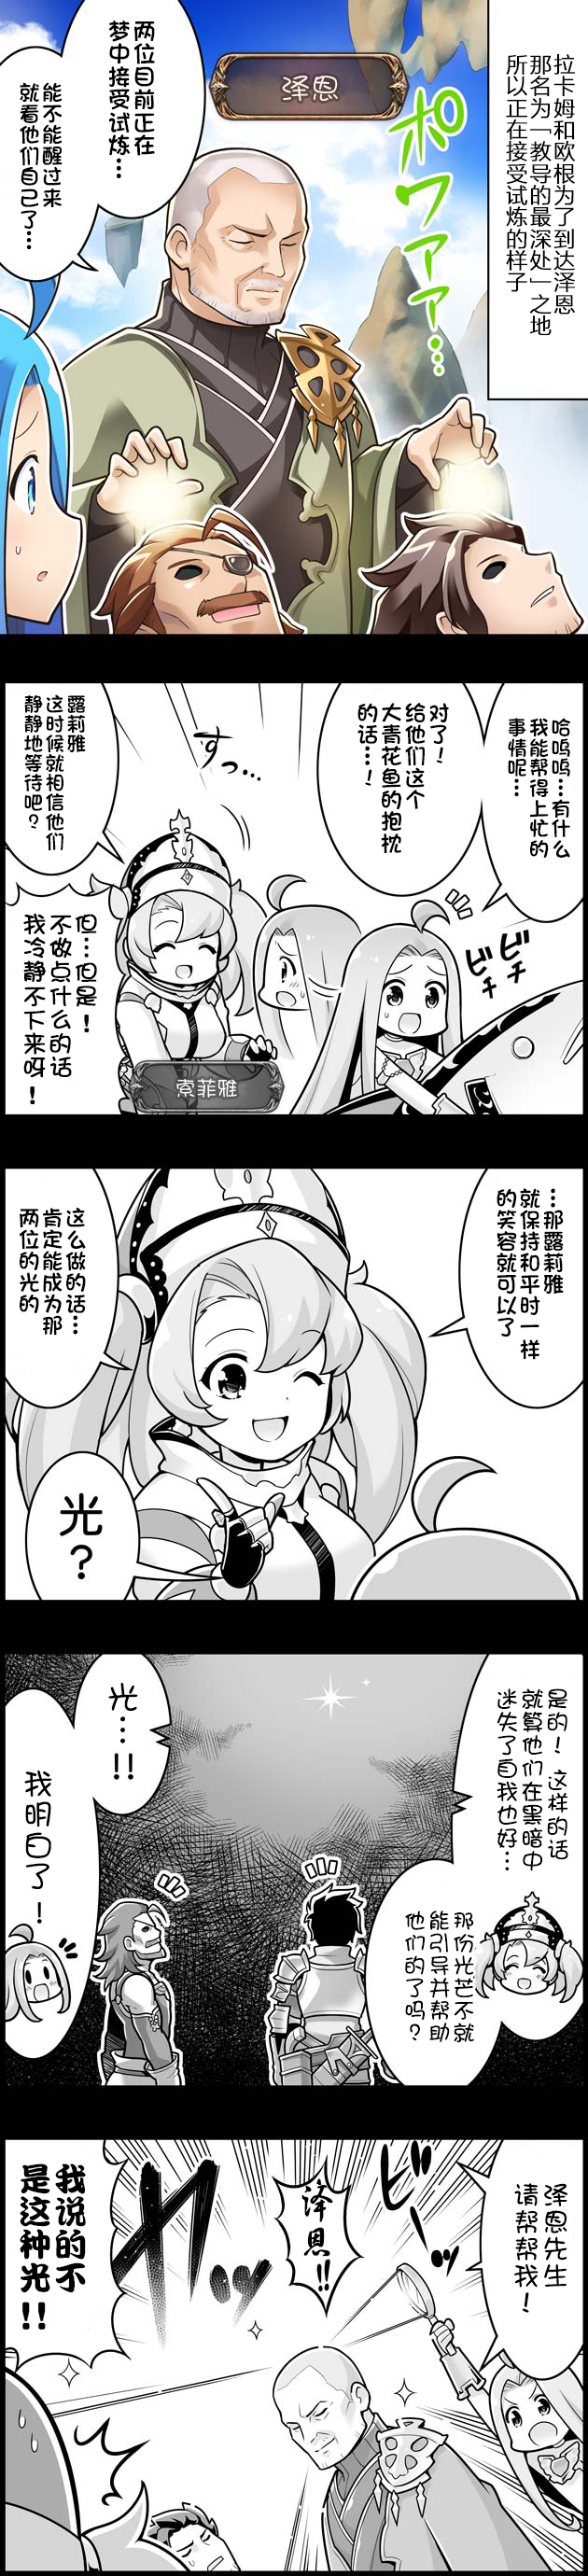 拉卡姆和欧根为了到达泽恩
那名为「教导的最深处」之地
所以正在接受试炼的样子
泽恩
两位目前正在
梦中接受试炼…
能不能醒过来
就看他们自己了…
ポワァァ…
哈呜呜…有什么
我能帮得上忙的
事情呢…
对了！
给他们这个
大青花鱼的抱枕
的话…！
ビチ
ビチ
すっ…
露莉雅
这时候就相信他们
静静地等待吧？
但…但是！
不做点什么的话
我冷静不下来呀！
索菲雅
…那露莉雅
就保持和平时一样
的笑容就可以了
这么做的话…
肯定能成为那
两位的光的
光？
是的！这样的话
就算他们在黑暗中
迷失了自我也好…
那份光芒不就
能引导并帮助
他们的了吗？
光…!!
我明白了！
泽恩先生
请帮帮我！
ビッ
泽恩!!
カッ
我说的不
是这种光!!